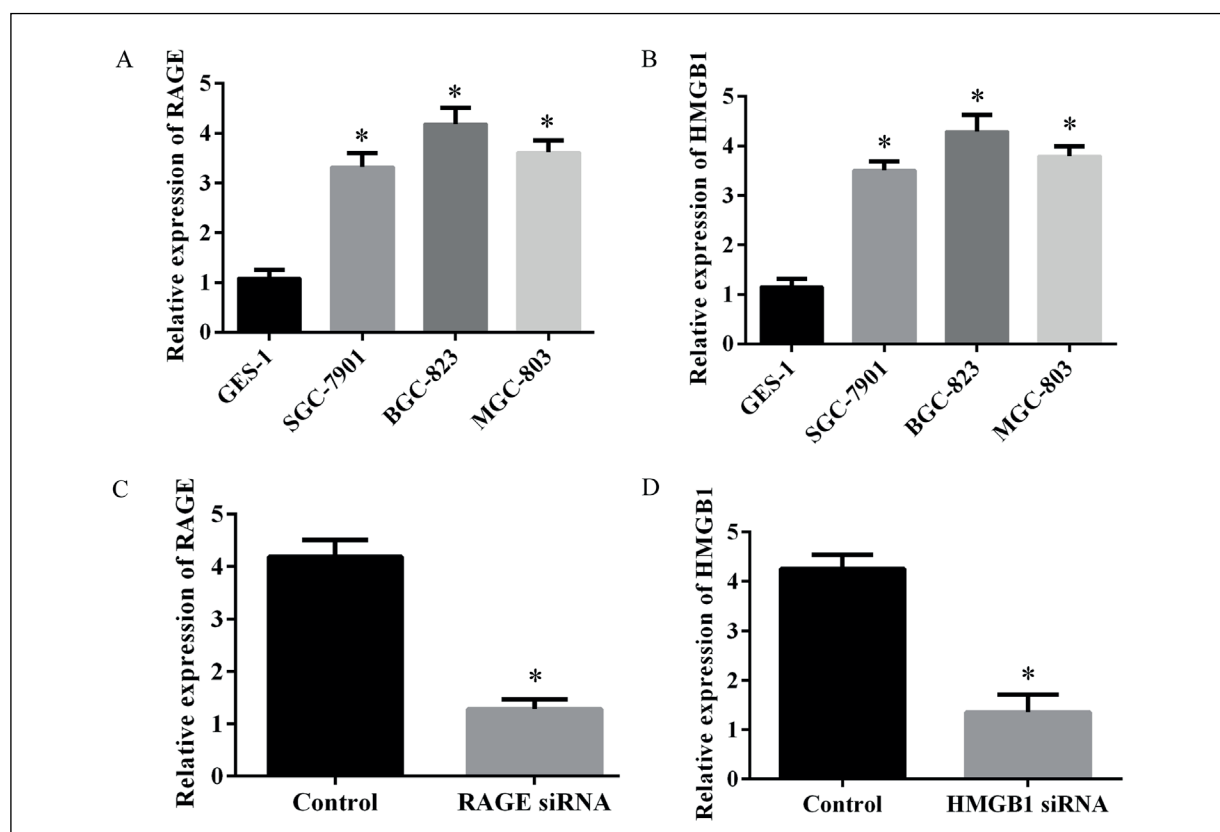 A
Relative expression of RAGE
5
4
3
2
1
0
*
*
*
GES-1
SGC-7901
BGC-823
MGC-803
B
Relative expression of HMGB1
5
4
3
2
1
0
*
*
*
GES-1
SGC-7901
BGC-823
MGC-803
C
Relative expression of RAGE
5
4
3
2
1
0
*
Control
RAGE siRNA
D
Relative expression of HMGB1
5
4
3
2
1
0
*
Control
HMGB1 siRNA